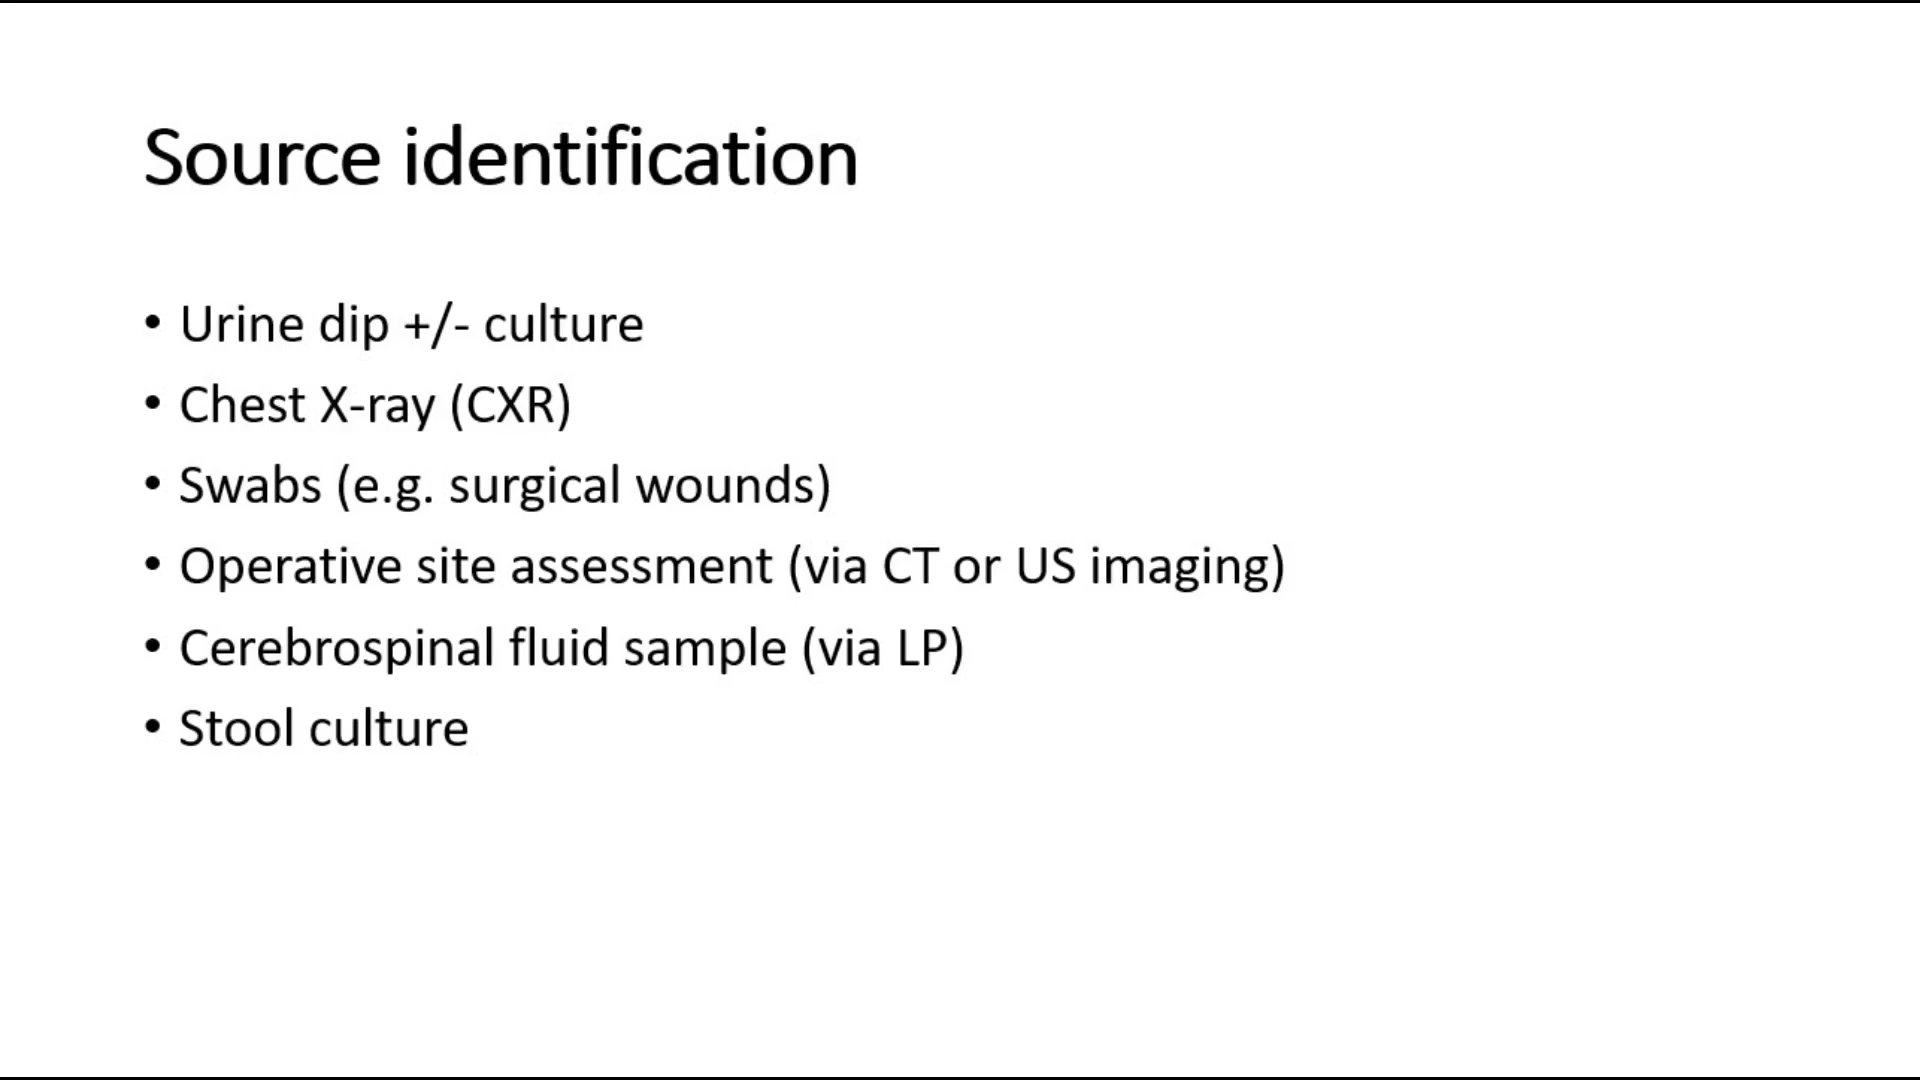 Source identification
• Urine dip +/- culture
• Chest X-ray (CXR)
• Swabs (e.g. surgical wounds)
• Operative site assessment (via CT or US imaging)
• Cerebrospinal fluid sample (via LP)
• Stool culture